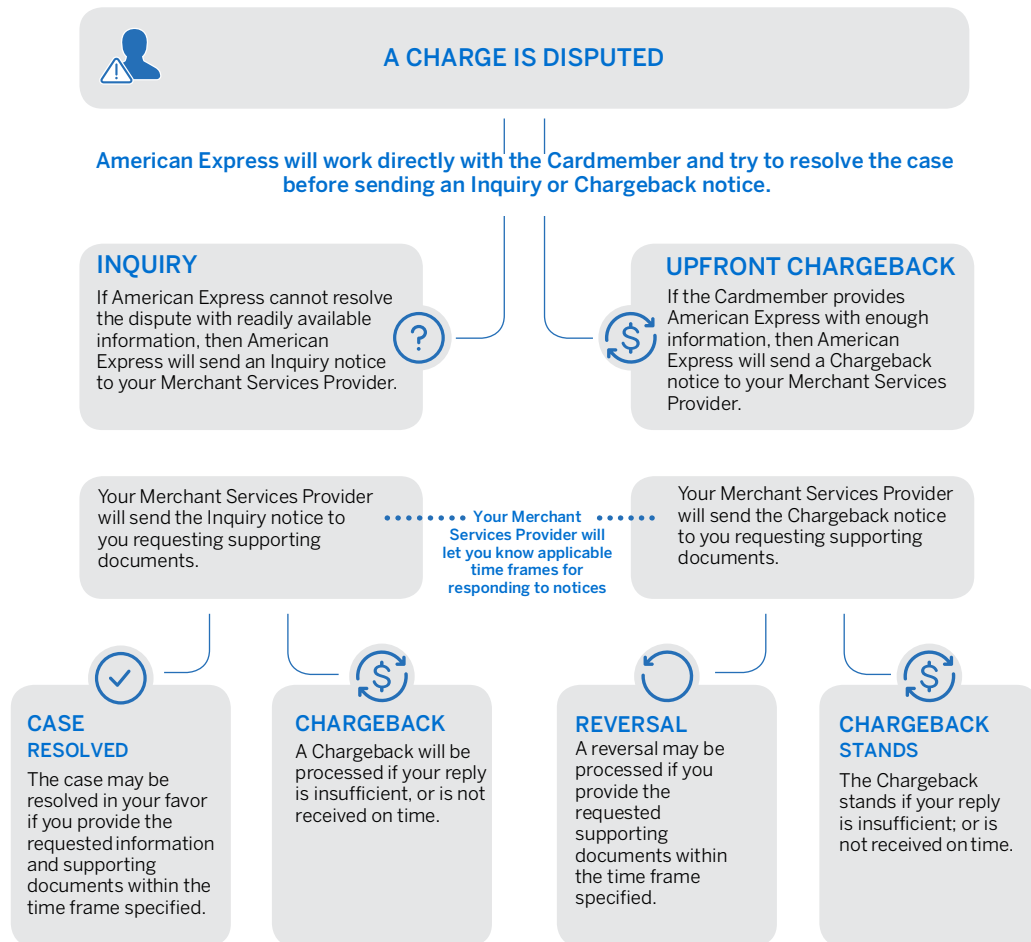 A CHARGE IS DISPUTED
American Express will work directly with the Cardmember and try to resolve the case
before sending an Inquiry or Chargeback notice.
INQUIRY
If American Express cannot resolve
the dispute with readily available
information, then American
Express will send an Inquiry notice
to your Merchant Services Provider.
?
UPFRONT CHARGEBACK
If the Cardmember provides
American Express with enough
information, then American
Express will send a Chargeback
notice to your Merchant Services
Provider.
$
Your Merchant Services Provider
will send the Inquiry notice to
you requesting supporting
documents.
Your Merchant
Services Provider will
let you know applicable
time frames for
responding to notices
Your Merchant Services Provider
will send the Chargeback notice
to you requesting supporting
documents.
CASE
RESOLVED
The case may be
resolved in your favor
if you provide the
requested information
and supporting
documents within the
time frame specified.
$
CHARGEBACK
A Chargeback will be
processed if your reply
is insufficient, or is not
received on time.
REVERSAL
A reversal may be
processed if you
provide the
requested
supporting
documents within
the time frame
specified.
$
CHARGEBACK
STANDS
The Chargeback
stands if your reply
is insufficient; or is
not received on time.